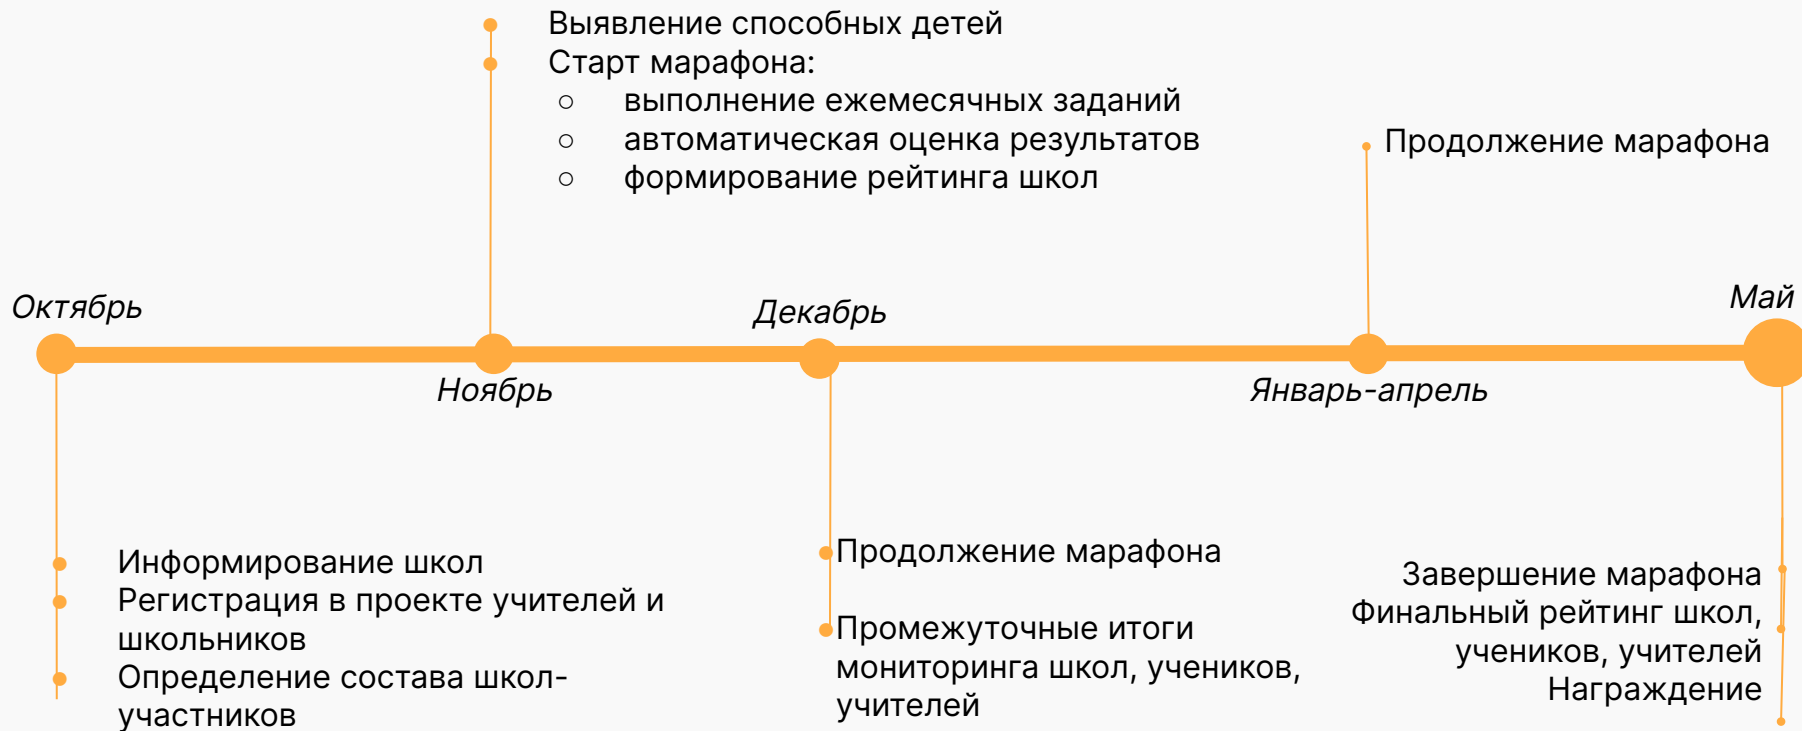 Выявление способных детей
Старт марафона:
○ выполнение ежемесячных заданий
○ автоматическая оценка результатов
○ формирование рейтинга школ
Продолжение марафона
Октябрь
Ноябрь
Декабрь
Январь-апрель
Май
Информирование школ
Регистрация в проекте учителей и
школьников
Определение состава школ-
участников
Продолжение марафона
Промежуточные итоги
мониторинга школ, учеников,
учителей
Завершение марафона
Финальный рейтинг школ,
учеников, учителей
Награждение